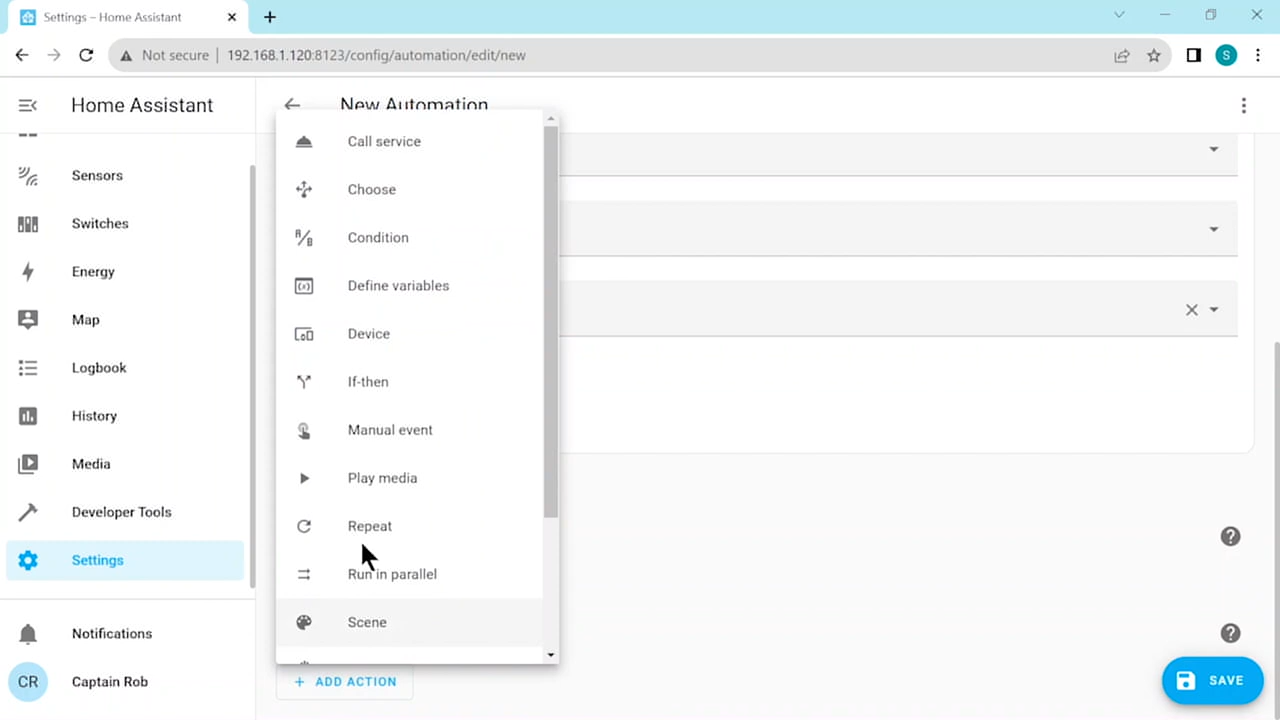 Settings – Home Assistant
Not secure | 192.168.1.120:8123/config/automation/edit/new
S
Home Assistant
New Automation
Sensors
Switches
Energy
Map
Logbook
History
Media
Developer Tools
Settings
Notifications
CR Captain Rob
Call service
Choose
Condition
Define variables
Device
If-then
Manual event
Play media
Repeat
Run in parallel
Scene
+ ADD ACTION
SAVE